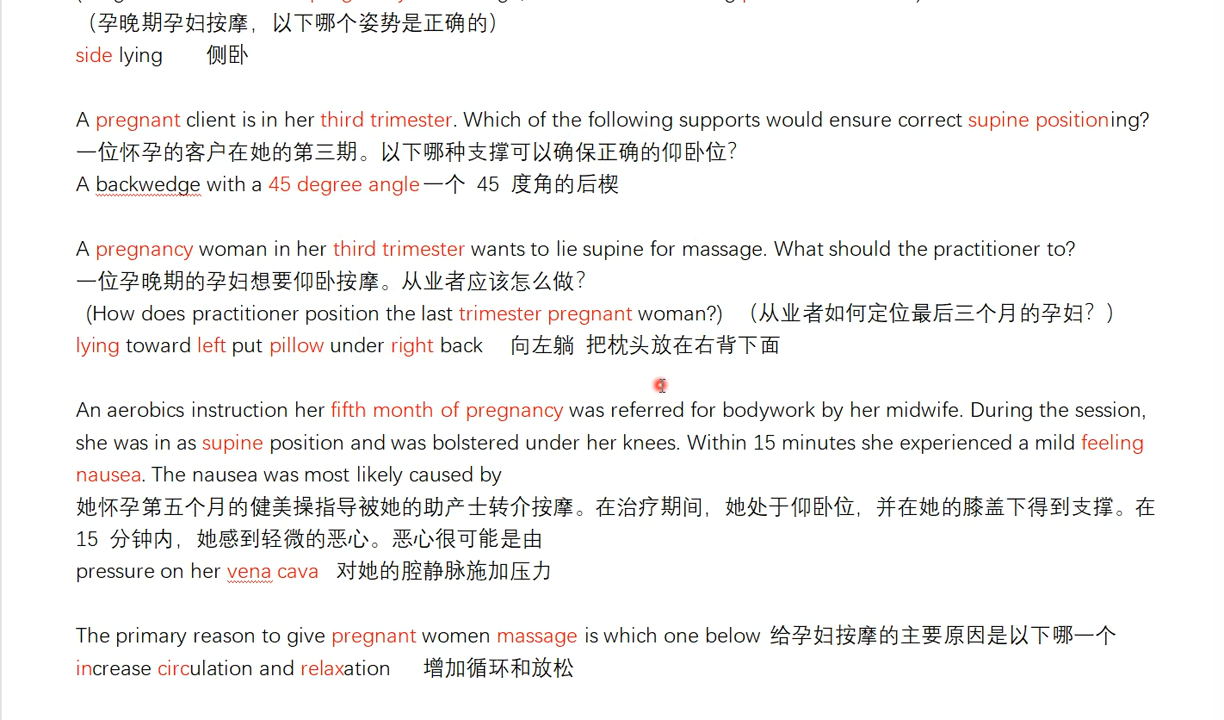 （孕晚期孕妇按摩，以下哪个姿势是正确的）
side lying 侧卧
A pregnant client is in her third trimester. Which of the following supports would ensure correct supine positioning?
一位怀孕的客户在她的第三期。以下哪种支撑可以确保正确的仰卧位？
A backwedge with a 45 degree angle一个 45 度角的后楔
A pregnancy woman in her third trimester wants to lie supine for massage. What should the practitioner to?
一位孕晚期的孕妇想要仰卧按摩。从业者应该怎么做？
(How does practitioner position the last trimester pregnant woman?) （从业者如何定位最后三个月的孕妇？）
lying toward left put pillow under right back 向左躺 把枕头放在右背下面
An aerobics instruction her fifth month of pregnancy was referred for bodywork by her midwife. During the session,
she was in as supine position and was bolstered under her knees. Within 15 minutes she experienced a mild feeling
nausea. The nausea was most likely caused by
她怀孕第五个月的健美操指导被她的助产士转介按摩。在治疗期间，她处于仰卧位，并在她的膝盖下得到支撑。在
15 分钟内，她感到轻微的恶心。恶心很可能是由
pressure on her vena cava 对她的腔静脉施加压力
The primary reason to give pregnant women massage is which one below 给孕妇按摩的主要原因是以下哪一个
increase circulation and relaxation 增加循环和放松